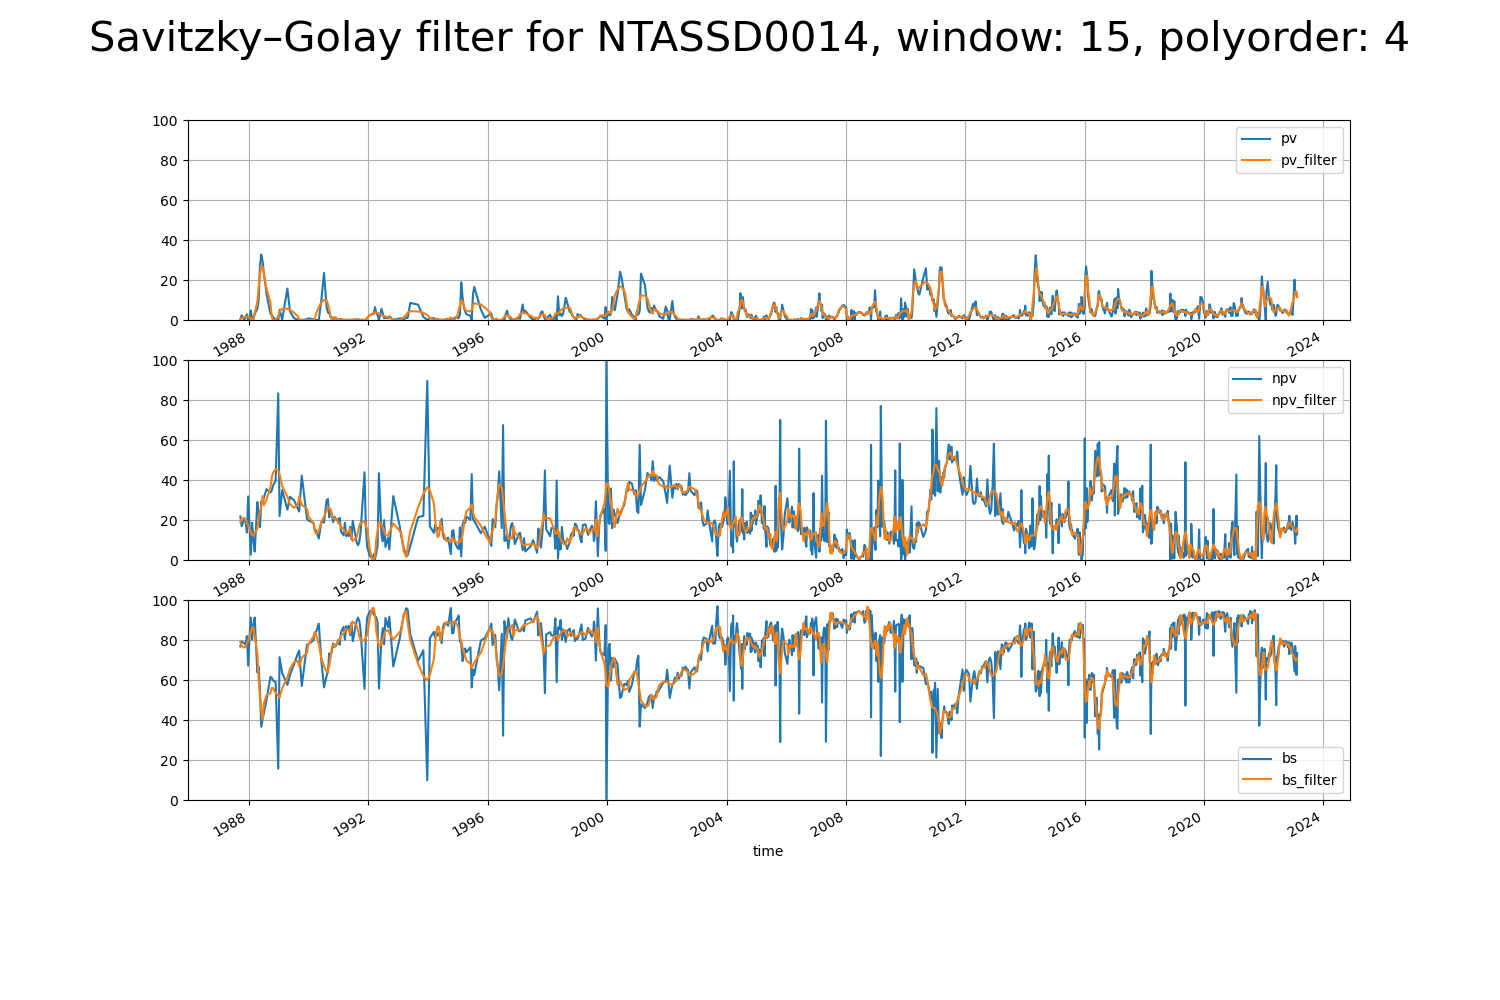 Savitzky–Golay filter for NTASSD0014, window: 15, polyorder: 4
100
80
60
40
20
0
pv
pv_filter
1988 1992 1996 2000 2004 2008 2012 2016 2020 2024
100
80
60
40
20
0
npv
npv_filter
1988 1992 1996 2000 2004 2008 2012 2016 2020 2024
100
80
60
40
20
0
bs
bs_filter
1988 1992 1996 2000 2004 2008 2012 2016 2020 2024
time